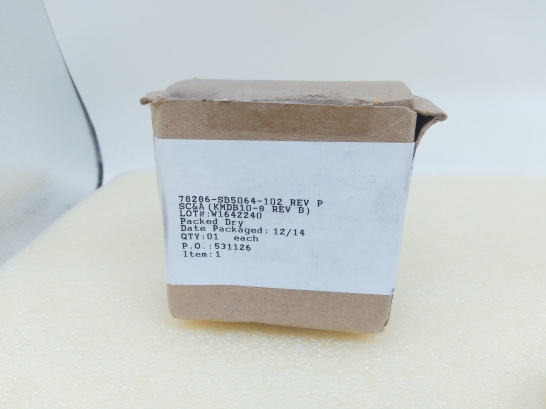 78286-SB5064-102 REV P
SC&A (KMDB10-8 REV B)
LOT#:W1642240
Packed Dry
Date Packaged: 12/14
QTY:01 each
P.O.:531126
Item:1